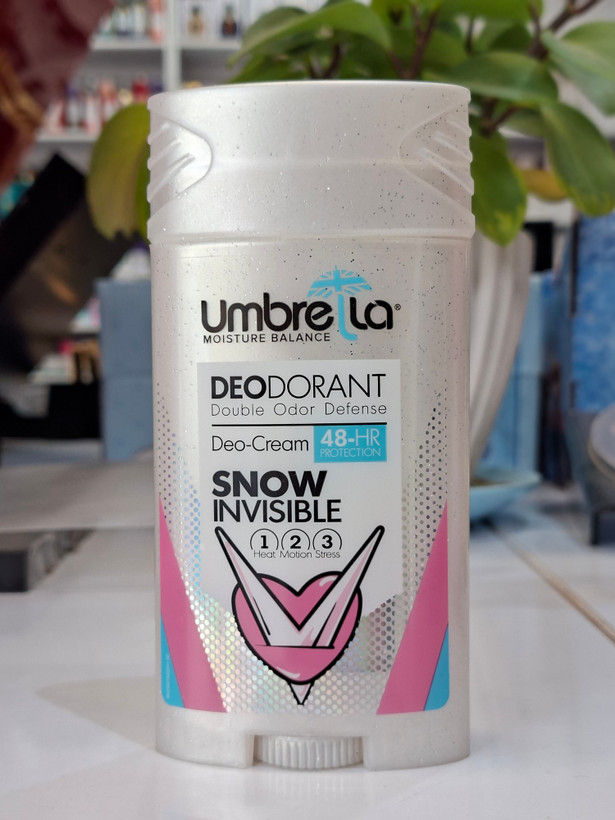 Umbrella®
MOISTURE BALANCE
DEODORANT
Double Odor Defense
Deo-Cream 48-HR
PROTECTION
SNOW
INVISIBLE
1 2 3
Heat Motion Stress